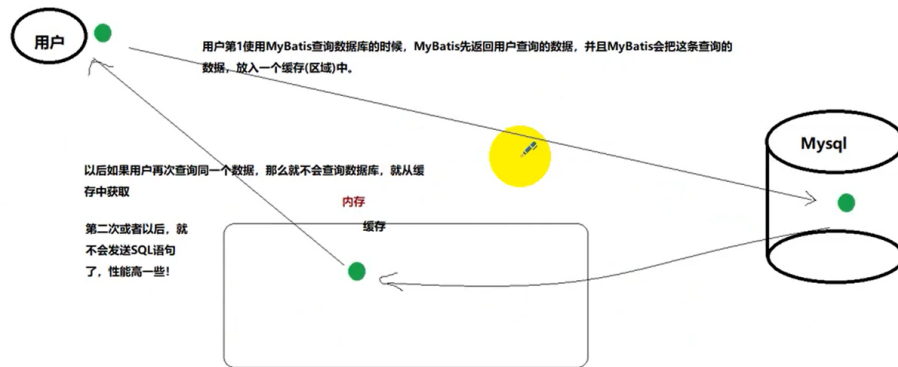 用户
用户第1使用MyBatis查询数据库的时候，MyBatis先返回用户查询的数据，并且MyBatis会把这条查询的
数据，放入一个缓存(区域)中。
Mysql
以后如果用户再次查询同一个数据，那么就不会查询数据库，就从缓
存中获取
内存
缓存
第二次或者以后，就
不会发送SQL语句
了，性能高一些！